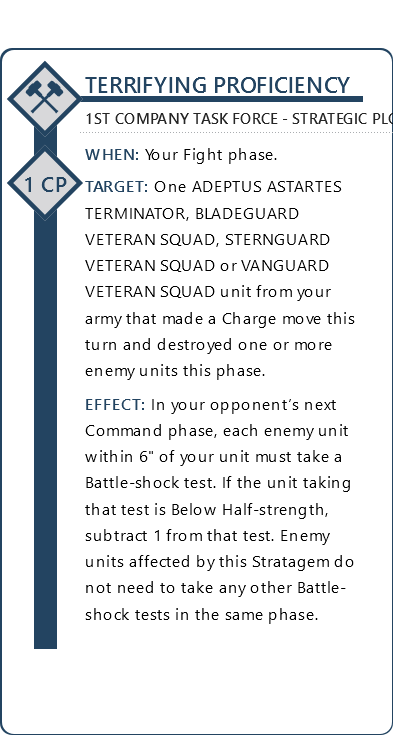 TERRIFYING PROFICIENCY
1ST COMPANY TASK FORCE - STRATEGIC
WHEN: Your Fight phase.
1 CP
TARGET: One ADEPTUS ASTARTES
TERMINATOR, BLADEGUARD
VETERAN SQUAD, STERNGUARD
VETERAN SQUAD or VANGUARD
VETERAN SQUAD unit from your
army that made a Charge move this
turn and destroyed one or more
enemy units this phase.
EFFECT: In your opponent’s next
Command phase, each enemy unit
within 6" of your unit must take a
Battle-shock test. If the unit taking
that test is Below Half-strength,
subtract 1 from that test. Enemy
units affected by this Stratagem do
not need to take any other Battle-
shock tests in the same phase.